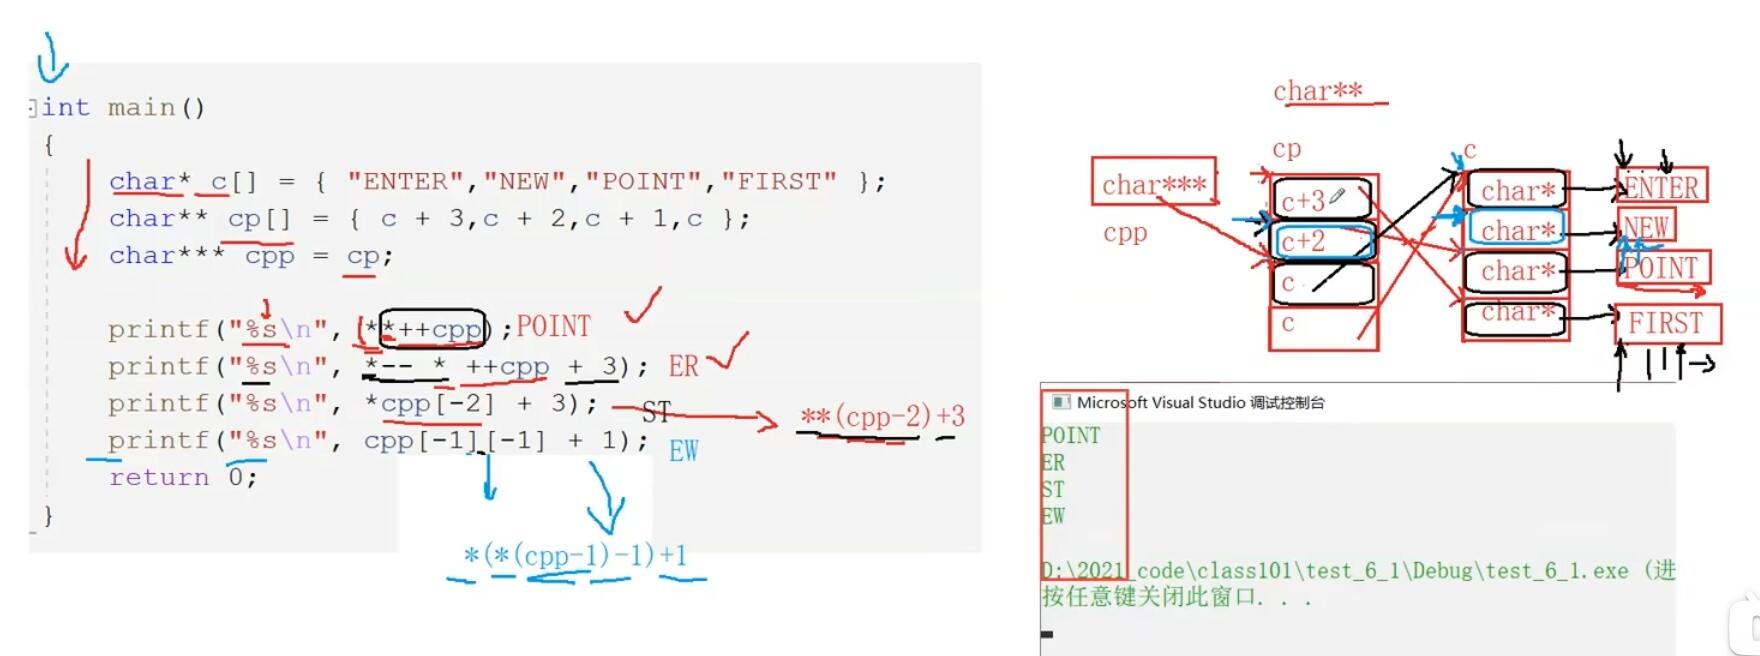 int main()
{
char* c[] = { "ENTER","NEW","POINT","FIRST" };
char** cp[] = { c + 3,c + 2,c + 1,c };
char*** cpp = cp;
printf("%s\n", **++cpp); POINT
printf("%s\n", *-- * ++cpp + 3); ER
printf("%s\n", *cpp[-2] + 3); ST **(cpp-2)+3
printf("%s\n", cpp[-1][-1] + 1); EW
return 0;
}
*(*(cpp-1)-1)+1
char**
cp c
char*** c+3 char* ENTER
cpp c+2 char* NEW
c char* POINT
c char* FIRST
Microsoft Visual Studio 调试控制台
POINT
ER
ST
EW
D:\2021_code\class101\test_6_1\Debug\test_6_1.exe (进
按任意键关闭此窗口. . .